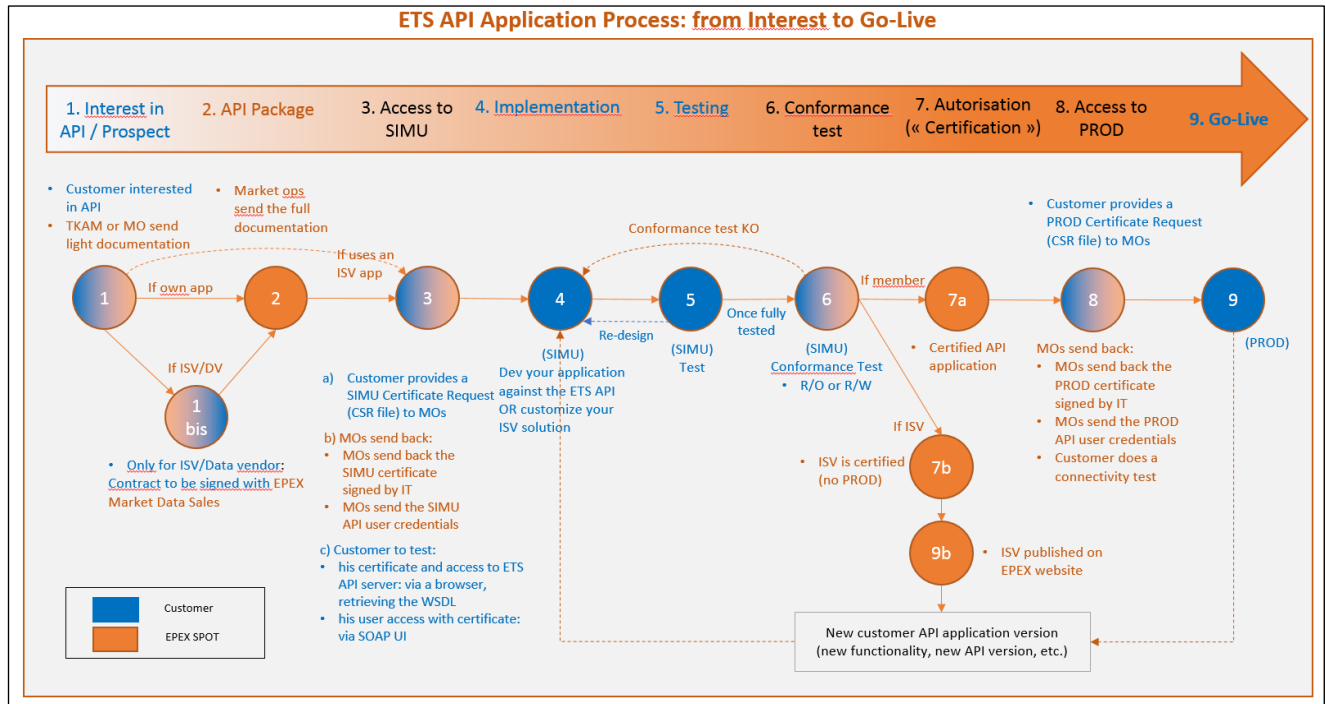 ETS API Application Process: from Interest to Go-Live
1. Interest in
API / Prospect
2. API Package
3. Access to
SIMU
4. Implementation
5. Testing
6. Conformance
test
7. Autorisation
(« Certification »)
8. Access to
PROD
9. Go-Live
• Customer interested
in API
• TKAM or MO send
light documentation
• Market ops
send the full
documentation
• Customer provides a
PROD Certificate Request
(CSR file) to MOs
Conformance test KO
If uses an
ISV app
If own app
If member
1
2
3
4
5
6
7a
8
9
Re-design
Once fully
tested
(PROD)
If ISV/DV
1
bis
• Only for ISV/Data vendor:
Contract to be signed with EPEX
Market Data Sales
a) Customer provides a
SIMU Certificate Request
(CSR file) to MOs
b) MOs send back:
• MOs send back the
SIMU certificate
signed by IT
• MOs send the SIMU
API user credentials
c) Customer to test:
• his certificate and access to ETS
API server: via a browser,
retrieving the WSDL
• his user access with certificate:
via SOAP UI
(SIMU)
Dev your application
against the ETS API
OR customize your
ISV solution
(SIMU)
Test
(SIMU)
Conformance Test
• R/O or R/W
• Certified API
application
MOs send back:
• MOs send back the
PROD certificate
signed by IT
• MOs send the PROD
API user credentials
• Customer does a
connectivity test
If ISV
• ISV is certified
(no PROD)
7b
9b
• ISV published on
EPEX website
New customer API application version
(new functionality, new API version, etc.)
Customer
EPEX SPOT